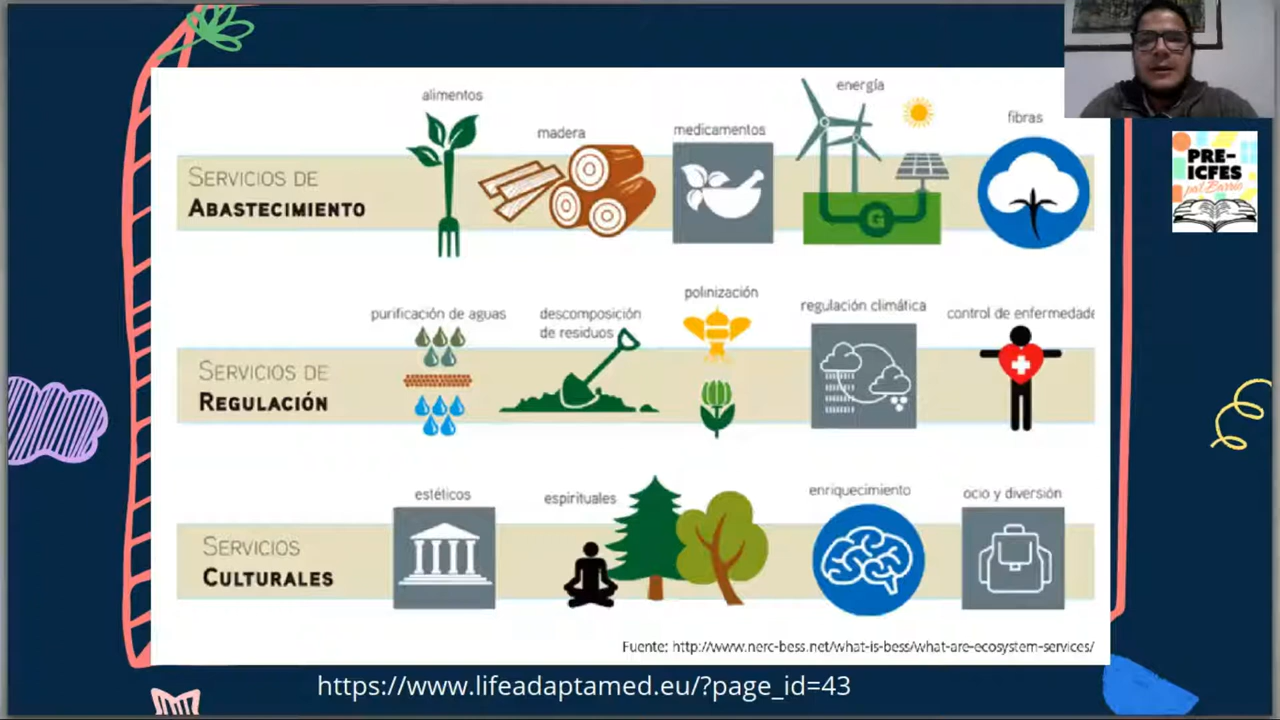 alimentos
madera
medicamentos
energía
fibras
SERVICIOS DE
ABASTECIMIENTO
G
PRE-
ICFES
pa'l Barrio
purificación de aguas
descomposición
de residuos
polinización
regulación climática
control de enfermedade
SERVICIOS DE
REGULACIÓN
estéticos
espirituales
enriquecimiento
ocio y diversión
SERVICIOS
CULTURALES
Fuente: http://www.nerc-bess.net/what-is-bess/what-are-ecosystem-services/
https://www.lifeadaptamed.eu/?page_id=43